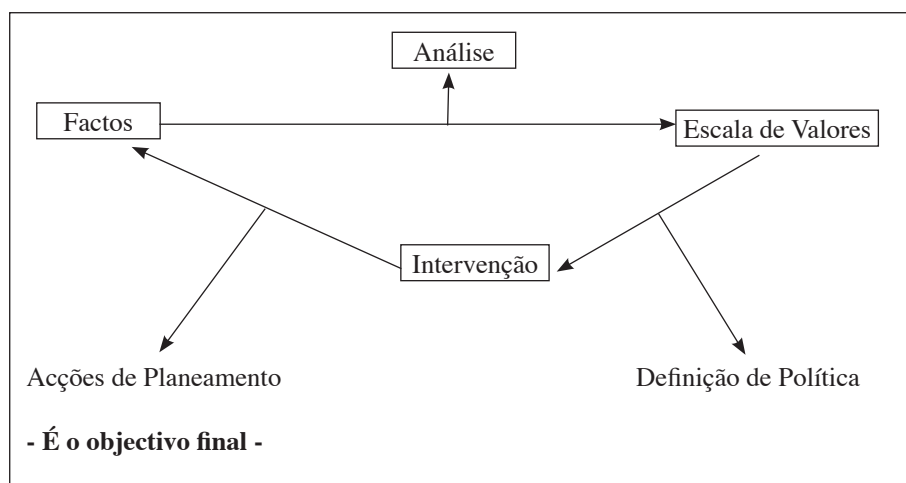 Análise
Factos
Escala de Valores
Intervenção
Acções de Planeamento
Definição de Política
- É o objectivo final -